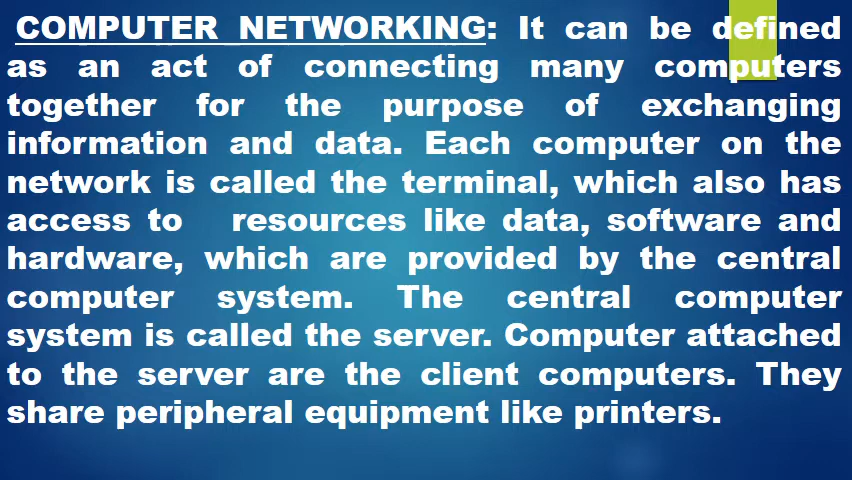 COMPUTER NETWORKING: It can be defined
as an act of connecting many computers
together for the purpose of exchanging
information and data. Each computer on the
network is called the terminal, which also has
access to resources like data, software and
hardware, which are provided by the central
computer system. The central computer
system is called the server. Computer attached
to the server are the client computers. They
share peripheral equipment like printers.